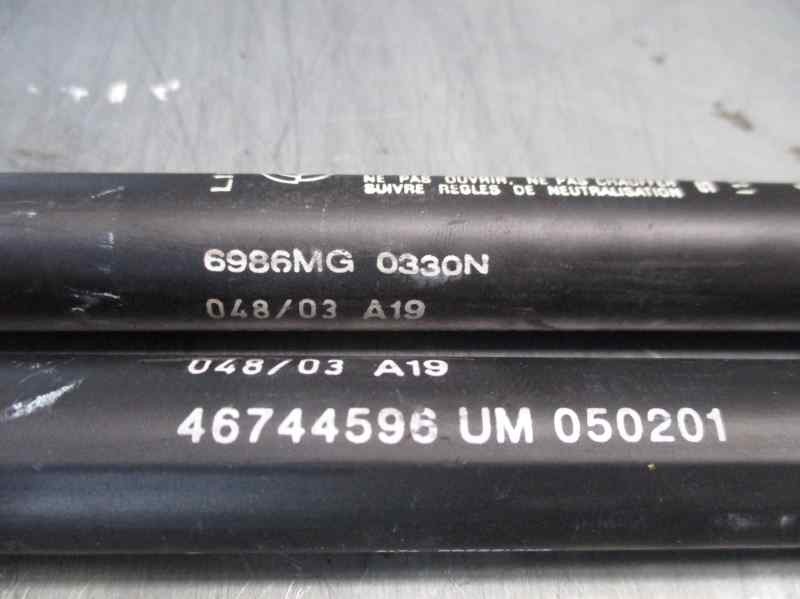 NE PAS OUVRIR, NE PAS CHAUFFER
SUIVRE REGLES DE NEUTRALISATION
6986MG 0330N
048/03 A19
048/03 A19
46744596 UM 050201